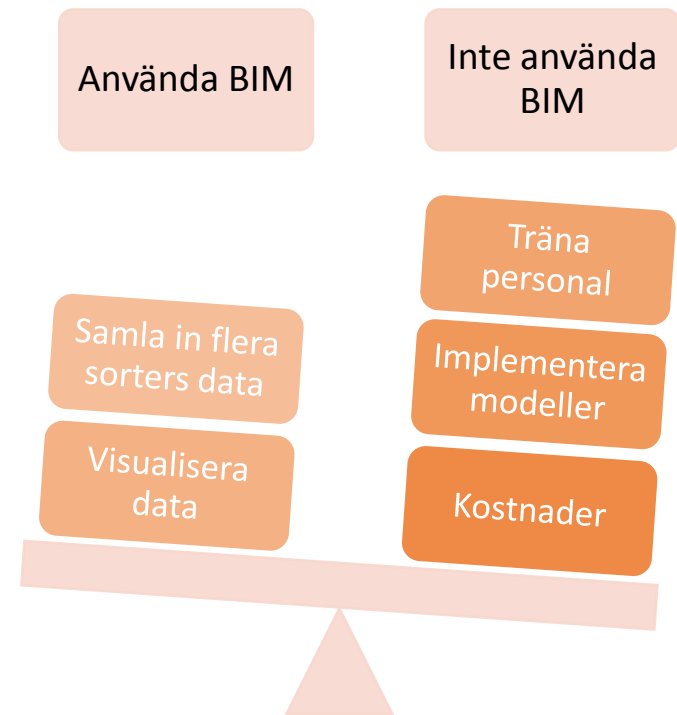 Använda BIM
Inte använda
BIM
Samla in flera
sorters data
Visualisera
data
Träna
personal
Implementera
modeller
Kostnader